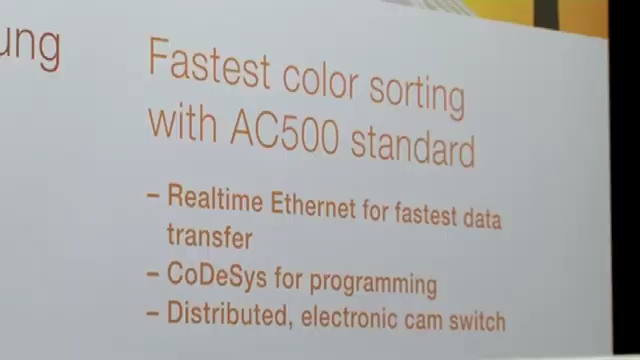 ung
Fastest color sorting
with AC500 standard
– Realtime Ethernet for fastest data
transfer
– CoDeSys for programming
– Distributed, electronic cam switch